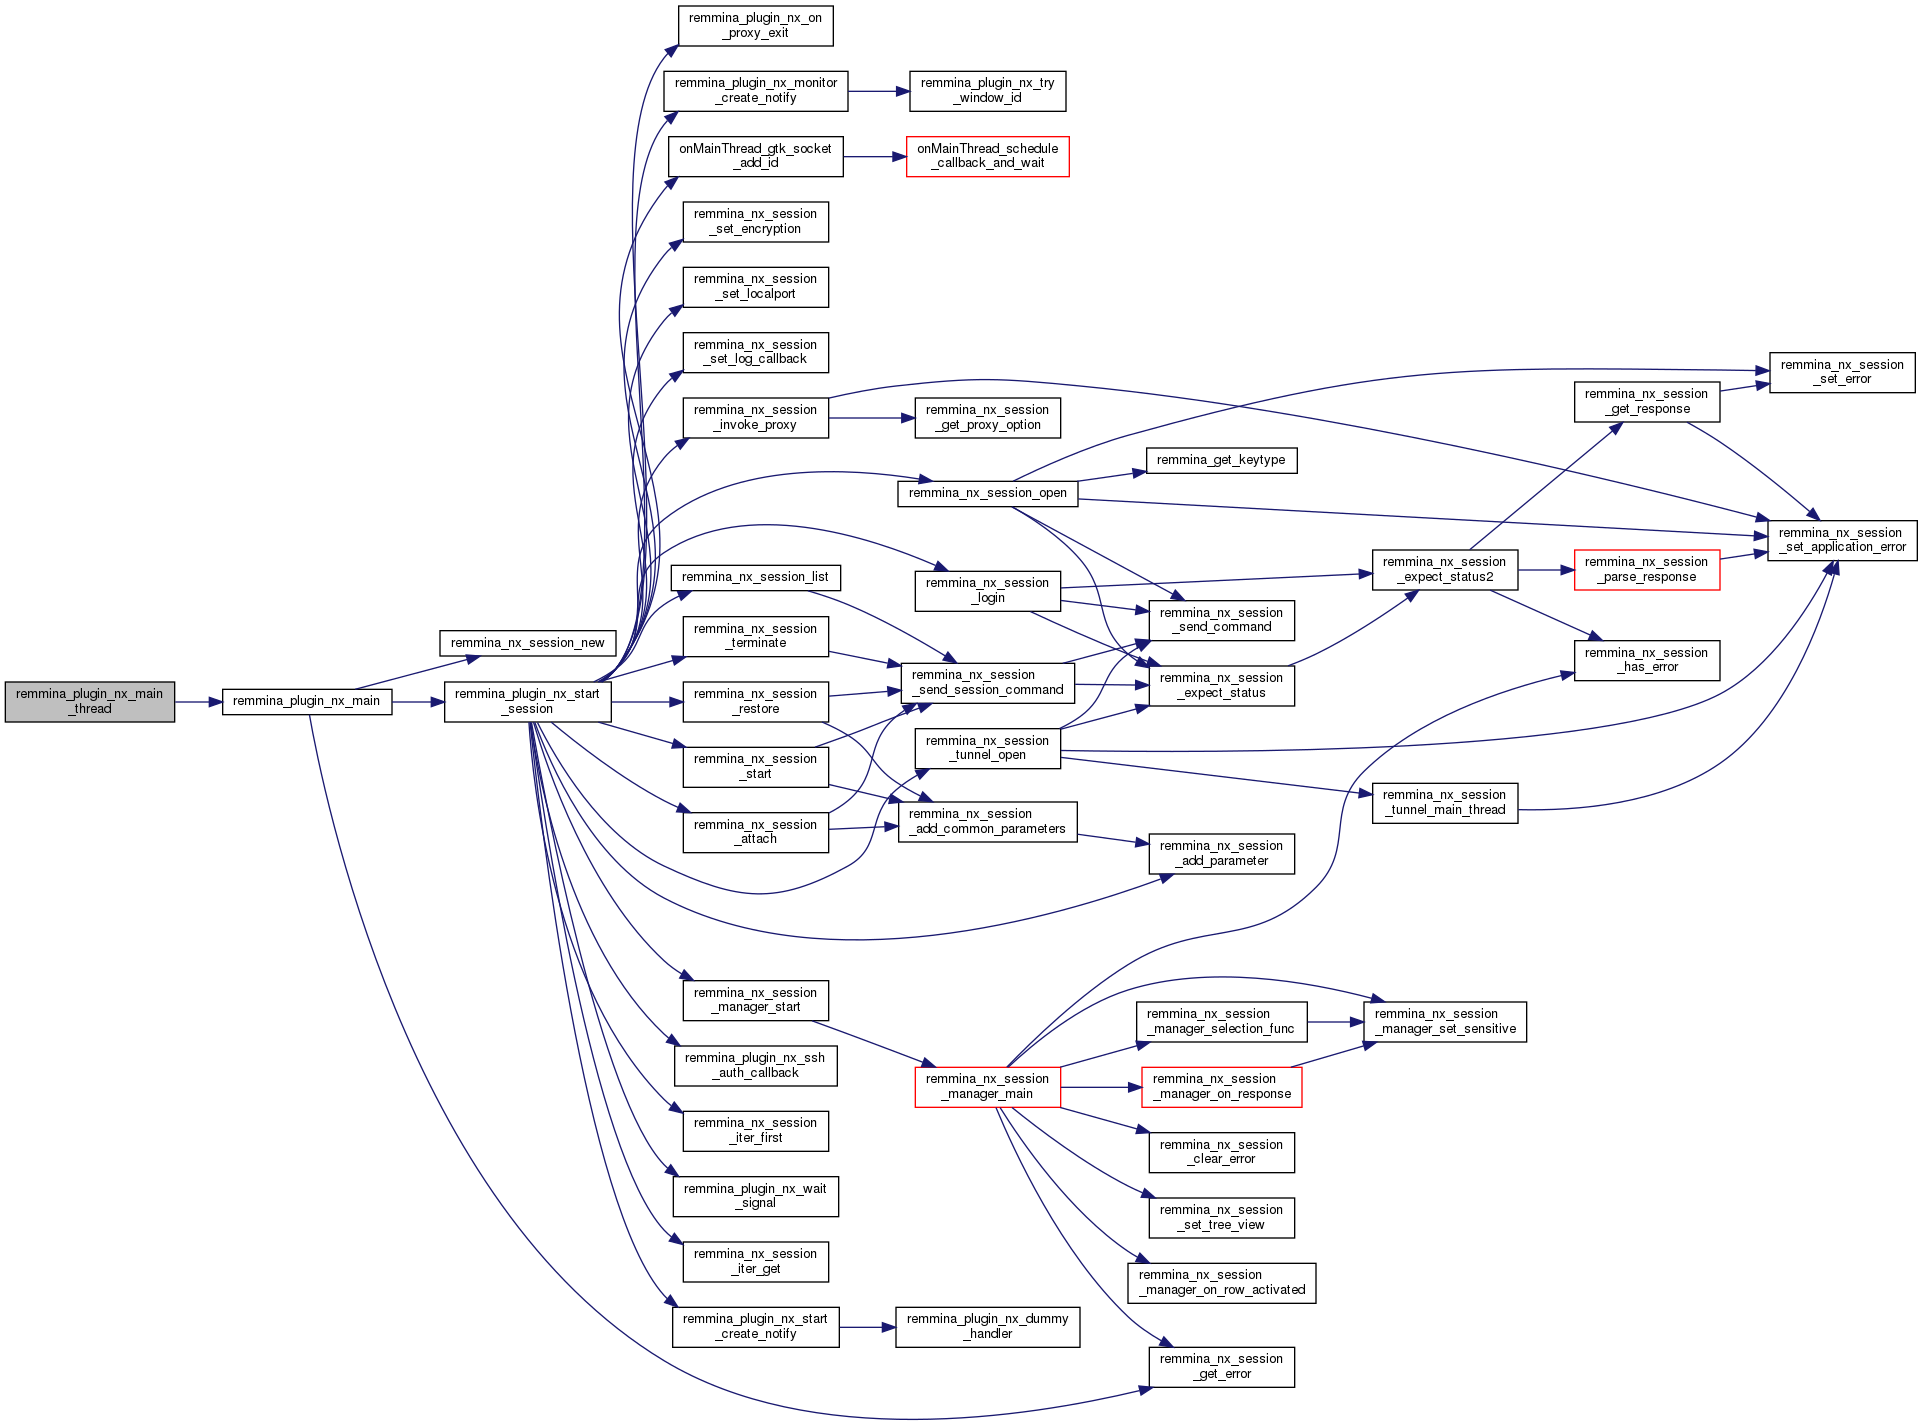 remmina_plugin_nx_main
_thread
remmina_plugin_nx_main
remmina_nx_session_new
remmina_plugin_nx_start
_session
remmina_plugin_nx_on
_proxy_exit
remmina_plugin_nx_monitor
_create_notify
onMainThread_gtk_socket
_add_id
remmina_nx_session
_set_encryption
remmina_nx_session
_set_localport
remmina_nx_session
_set_log_callback
remmina_nx_session
_invoke_proxy
remmina_nx_session_list
remmina_nx_session
_terminate
remmina_nx_session
_restore
remmina_nx_session
_start
remmina_nx_session
_attach
remmina_nx_session
_manager_start
remmina_plugin_nx_ssh
_auth_callback
remmina_nx_session
_iter_first
remmina_plugin_nx_wait
_signal
remmina_nx_session
_iter_get
remmina_plugin_nx_start
_create_notify
remmina_plugin_nx_try
_window_id
onMainThread_schedule
_callback_and_wait
remmina_nx_session
_get_proxy_option
remmina_nx_session_open
remmina_nx_session
_login
remmina_nx_session
_send_session_command
remmina_nx_session
_tunnel_open
remmina_nx_session
_add_common_parameters
remmina_nx_session
_manager_main
remmina_plugin_nx_dummy
_handler
remmina_get_keytype
remmina_nx_session
_send_command
remmina_nx_session
_expect_status
remmina_nx_session
_add_parameter
remmina_nx_session
_manager_selection_func
remmina_nx_session
_manager_on_response
remmina_nx_session
_clear_error
remmina_nx_session
_set_tree_view
remmina_nx_session
_manager_on_row_activated
remmina_nx_session
_get_error
remmina_nx_session
_expect_status2
remmina_nx_session
_tunnel_main_thread
remmina_nx_session
_manager_set_sensitive
remmina_nx_session
_get_response
remmina_nx_session
_parse_response
remmina_nx_session
_has_error
remmina_nx_session
_set_error
remmina_nx_session
_set_application_error